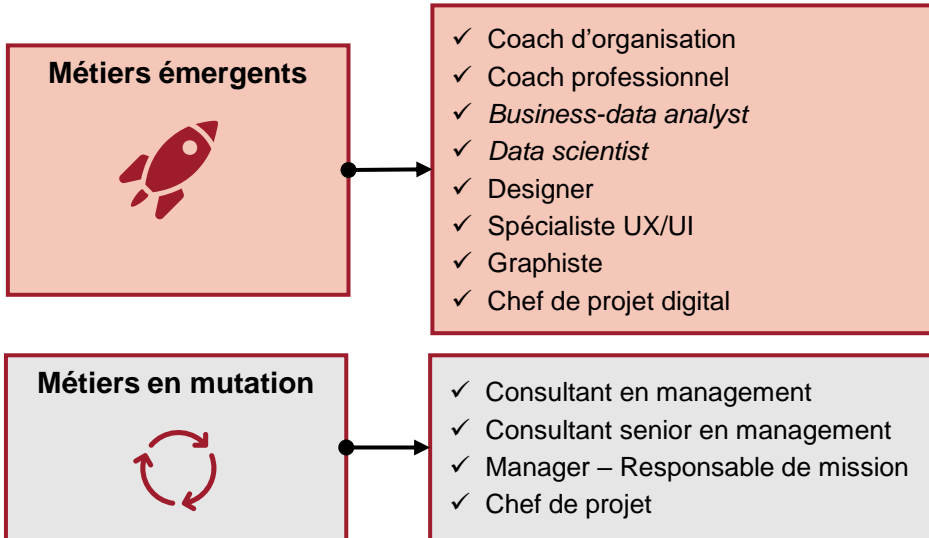 Métiers émergents
✓ Coach d'organisation
✓ Coach professionnel
✓ Business-data analyst
✓ Data scientist
✓ Designer
✓ Spécialiste UX/UI
✓ Graphiste
✓ Chef de projet digital
Métiers en mutation
✓ Consultant en management
✓ Consultant senior en management
✓ Manager – Responsable de mission
✓ Chef de projet